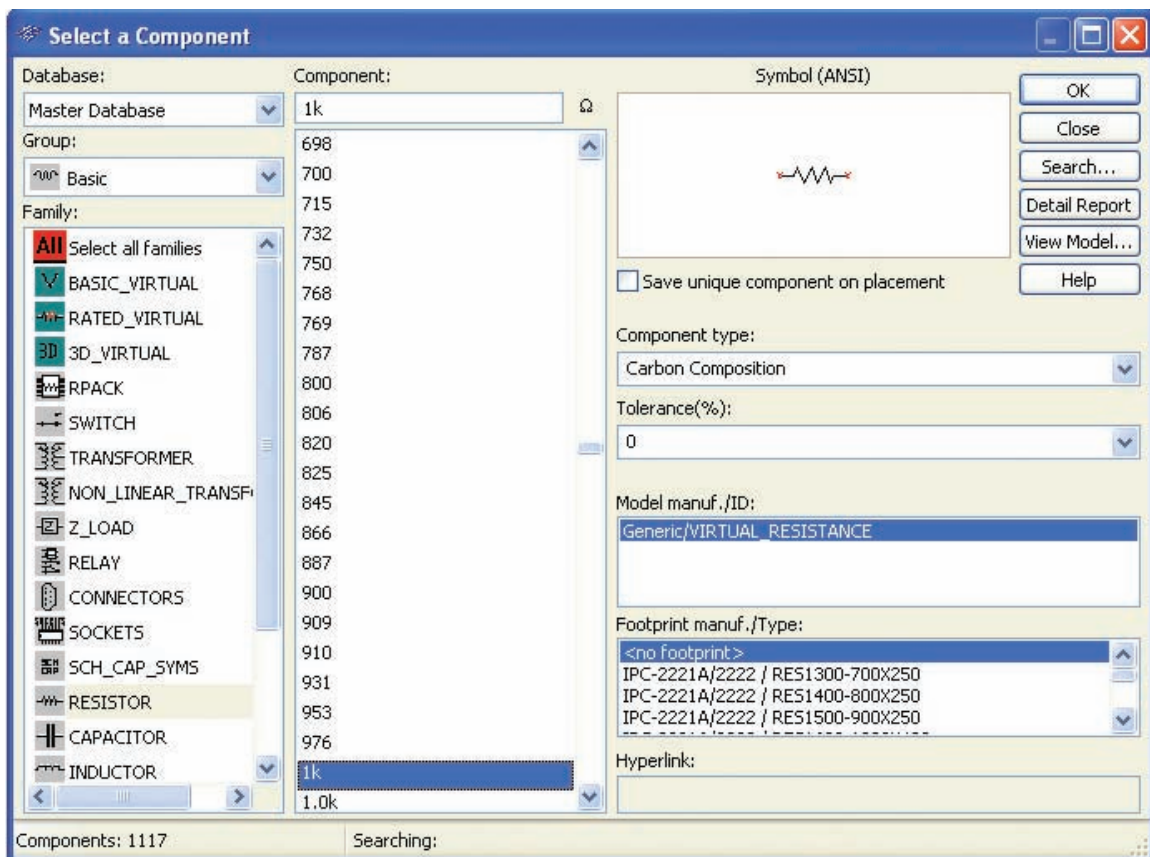 Select a Component
Database:
Master Database
Group:
Basic
Family:
All Select all families
BASIC_VIRTUAL
RATED_VIRTUAL
3D 3D_VIRTUAL
RPACK
SWITCH
TRANSFORMER
NON_LINEAR_TRANSF
Z Z_LOAD
RELAY
CONNECTORS
SOCKETS
SCH_CAP_SYMS
RESISTOR
CAPACITOR
INDUCTOR
Component:
1k Ω
698
700
715
732
750
768
769
787
800
806
820
825
845
866
887
900
909
910
931
953
976
1k
1.0k
Symbol (ANSI)
Save unique component on placement
Component type:
Carbon Composition
Tolerance(%):
0
Model manuf./ID:
Generic/VIRTUAL_RESISTANCE
Footprint manuf./Type:
<no footprint>
IPC-2221A/2222 / RES1300-700X250
IPC-2221A/2222 / RES1400-800X250
IPC-2221A/2222 / RES1500-900X250
Hyperlink:
OK
Close
Search...
Detail Report
View Model...
Help
Components: 1117
Searching: